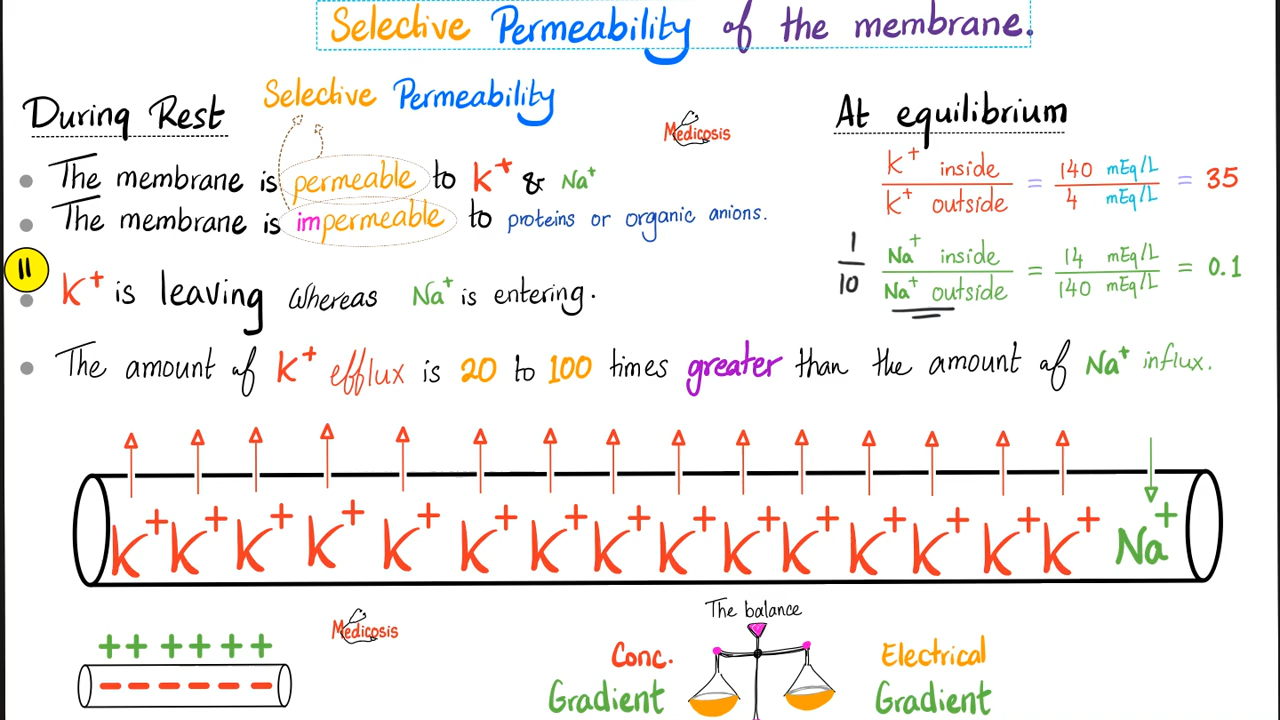 Selective Permeability of the membrane.
During Rest
Selective Permeability
Medicosis
The membrane is permeable to K+ & Na+
The membrane is impermeable to proteins or organic anions.
11
K+ is leaving whereas Na+ is entering.
The amount of K+ efflux is 20 to 100 times greater than the amount of Na+ influx.
At equilibrium
K+ inside / K+ outside = 140 mEq/L / 4 mEq/L = 35
1/10 Na+ inside / Na+ outside = 14 mEq/L / 140 mEq/L = 0.1
K+ K+ K+ K+ K+ K+ K+ K+ K+ K+ K+ K+ K+ K+ K+ Na+
Medicosis
+ + + + + +
- - - - - -
The balance
Conc. Gradient
Electrical Gradient